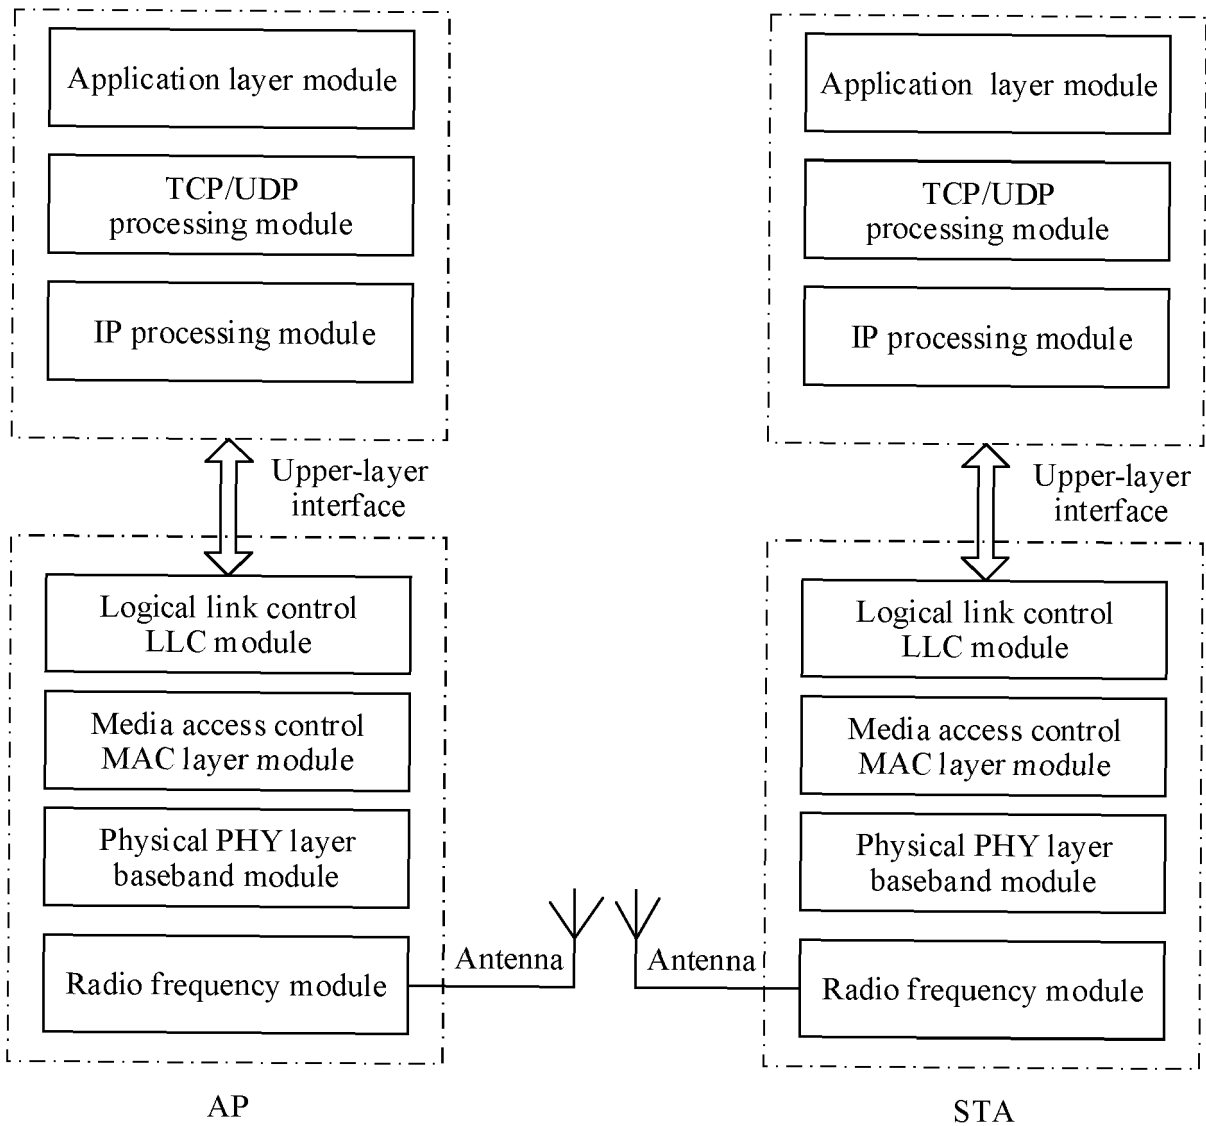 Application layer module
TCP/UDP
processing module
IP processing module
Upper-layer
interface
Logical link control
LLC module
Media access control
MAC layer module
Physical PHY layer
baseband module
Radio frequency module
Antenna
AP
Application layer module
TCP/UDP
processing module
IP processing module
Upper-layer
interface
Logical link control
LLC module
Media access control
MAC layer module
Physical PHY layer
baseband module
Antenna
Radio frequency module
STA